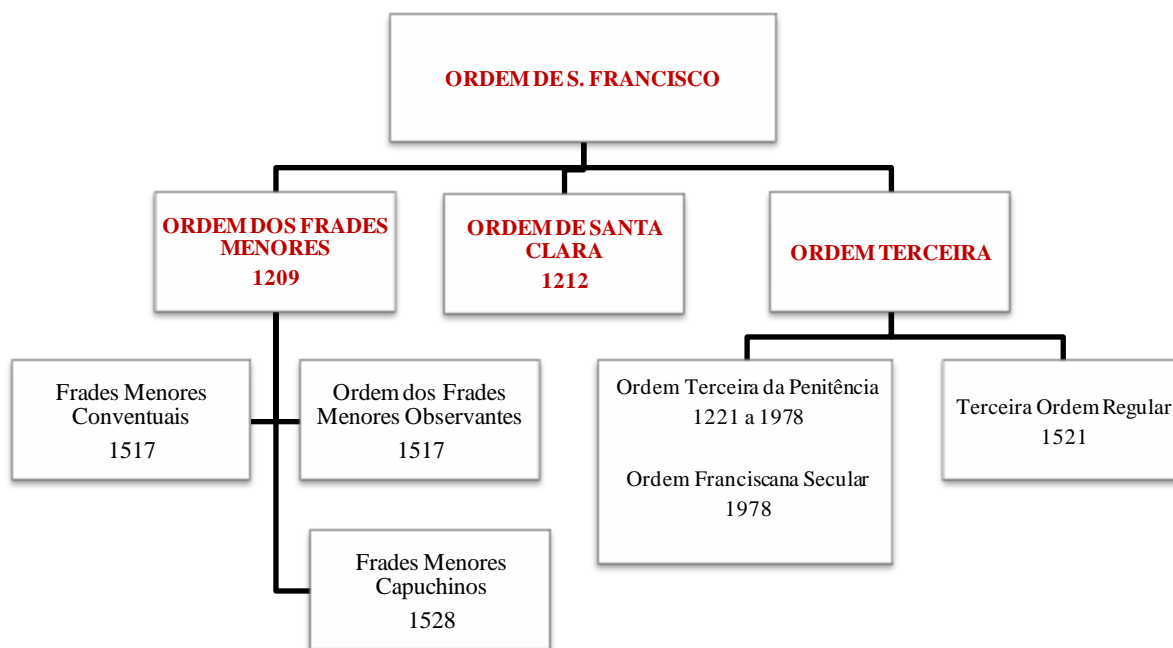 ORDEM DE S. FRANCISCO
ORDEM DOS FRADES
MENORES
1209
ORDEM DE SANTA
CLARA
1212
ORDEM TERCEIRA
Frades Menores
Conventuais
1517
Ordem dos Frades
Menores Observantes
1517
Ordem Terceira da Penitência
1221 a 1978
Ordem Franciscana Secular
1978
Terceira Ordem Regular
1521
Frades Menores
Capuchinos
1528